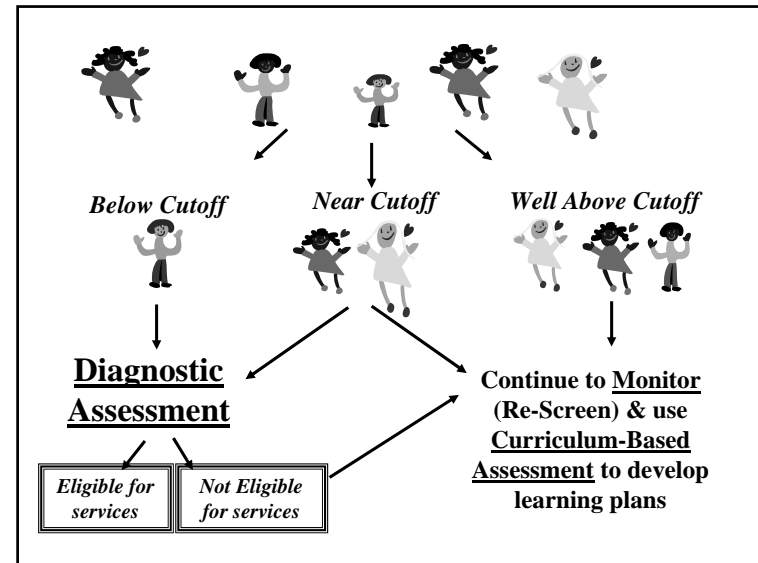 Below Cutoff
Near Cutoff
Well Above Cutoff
Diagnostic
Assessment
Eligible for
services
Not Eligible
for services
Continue to Monitor
(Re-Screen) & use
Curriculum-Based
Assessment to develop
learning plans